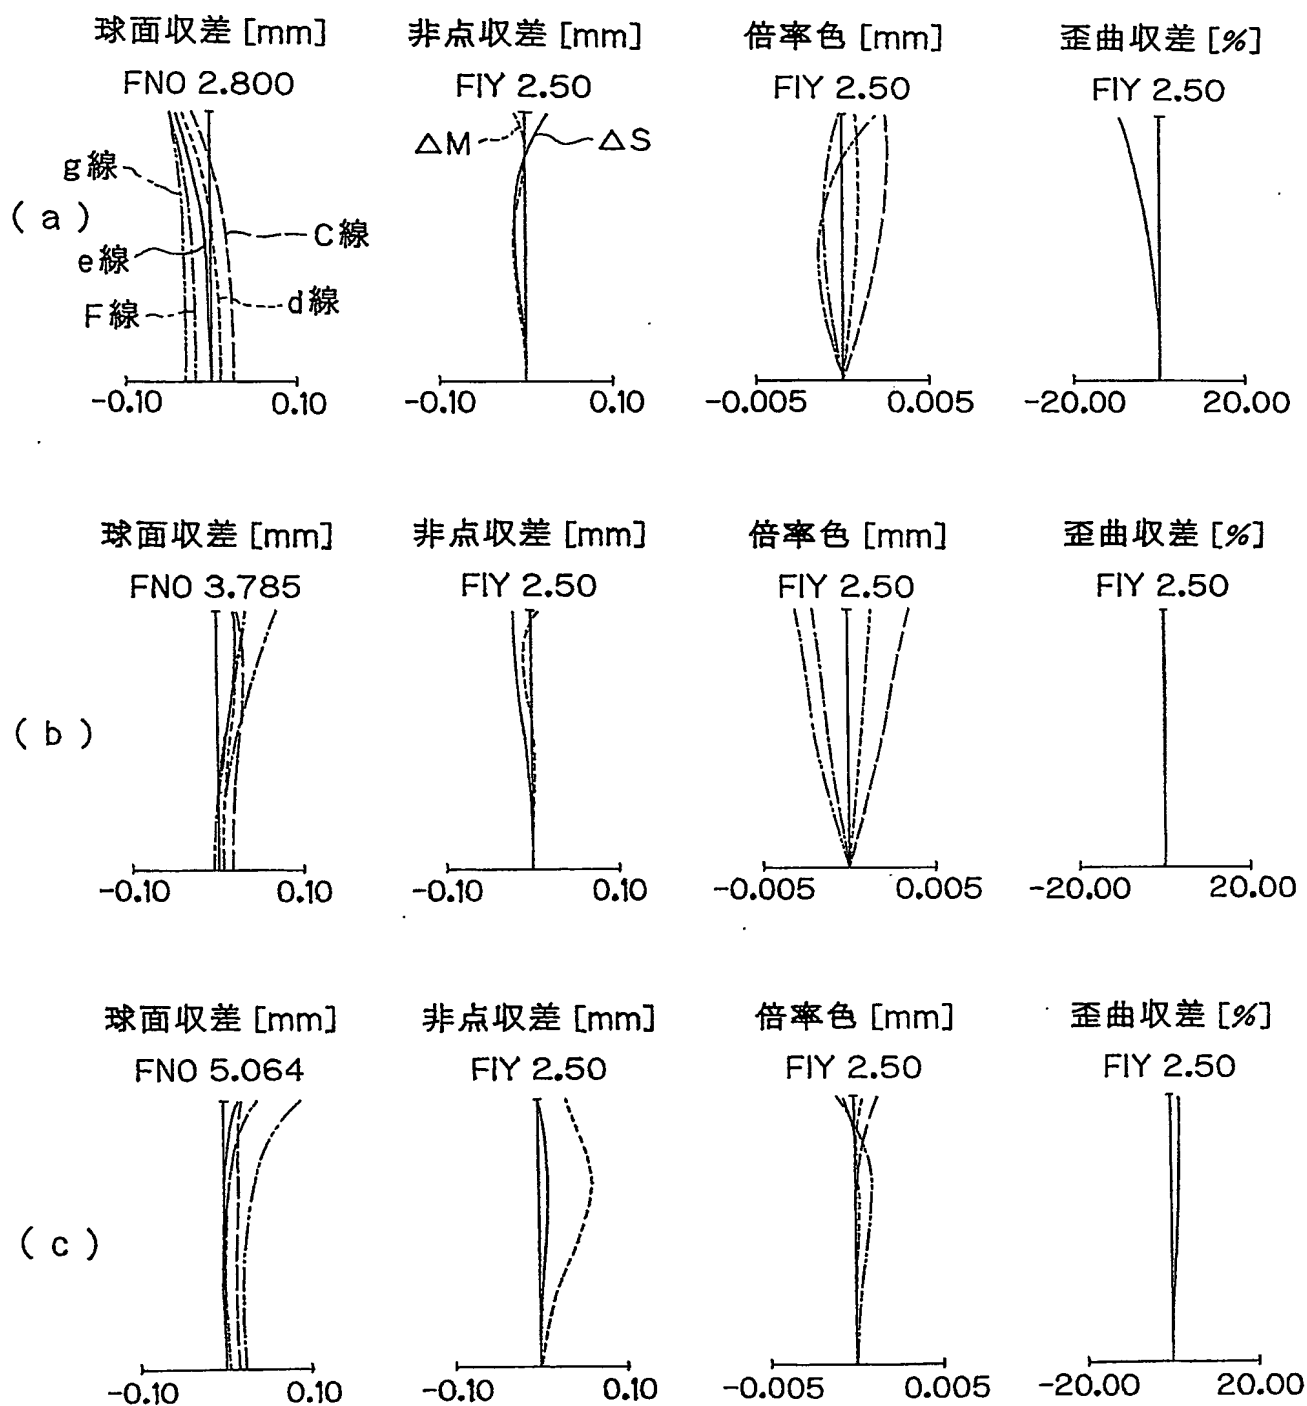 球面収差 [mm] 非点収差 [mm] 倍率色 [mm] 歪曲収差 [%]
FNO 2.800 FIY 2.50 FIY 2.50 FIY 2.50
△M △S
g線
(a)
C線
e線
d線
F線
-0.10 0.10 -0.10 0.10 -0.005 0.005 -20.00 20.00
球面収差 [mm] 非点収差 [mm] 倍率色 [mm] 歪曲収差 [%]
FNO 3.785 FIY 2.50 FIY 2.50 FIY 2.50
(b)
-0.10 0.10 -0.10 0.10 -0.005 0.005 -20.00 20.00
球面収差 [mm] 非点収差 [mm] 倍率色 [mm] 歪曲収差 [%]
FNO 5.064 FIY 2.50 FIY 2.50 FIY 2.50
(c)
-0.10 0.10 -0.10 0.10 -0.005 0.005 -20.00 20.00